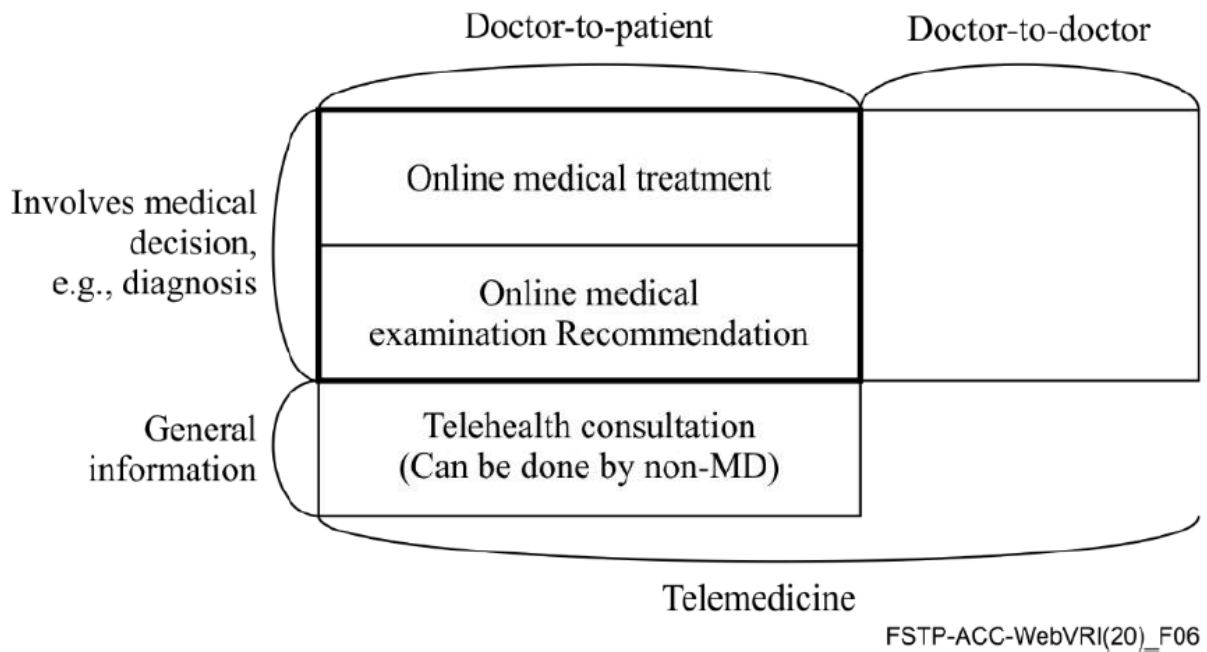 Doctor-to-patient
Doctor-to-doctor
Involves medical
decision,
e.g., diagnosis
Online medical treatment
Online medical
examination Recommendation
General
information
Telehealth consultation
(Can be done by non-MD)
Telemedicine
FSTP-ACC-WebVRI(20)_F06